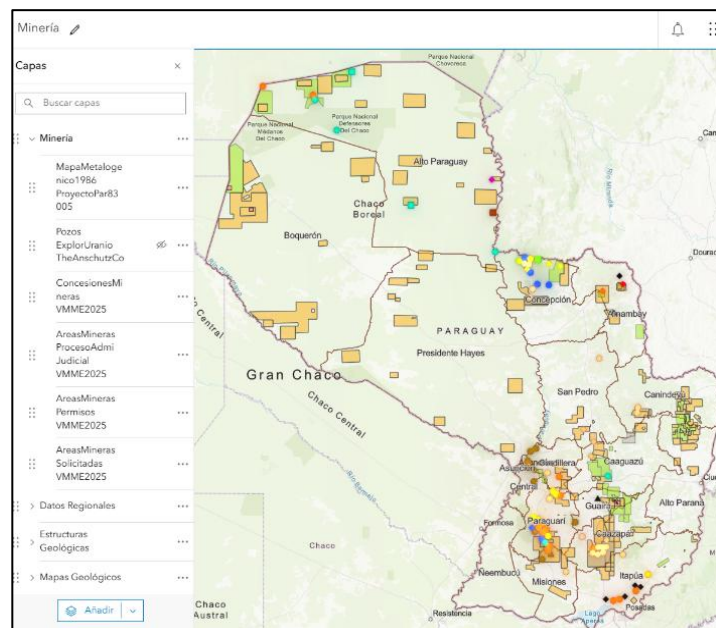 Minería
Capas
Buscar capas
Minería
MapaMetaloge
nico1986
ProyectoPar83
005
Pozos
ExplorUranio
TheAnschutzCo
ConcesionesMi
neras
VMME2025
AreasMineras
ProcesoAdmi
Judicial
VMME2025
AreasMineras
Permisos
VMME2025
AreasMineras
Solicitadas
VMME2025
Datos Regionales
Estructuras
Geológicas
Mapas Geológicos
Añadir
Parque Nacional
Chovoreca
Parque Nacional
Médanos
Del Chaco
Parque Nacional
Defensores
Del Chaco
Alto Paraguay
Chaco
Boreal
Boquerón
Concepción
Amambay
PARAGUAY
Presidente Hayes
Gran Chaco
Chaco Central
San Pedro
Canindeyú
Caaguazú
Central
Alto Paraná
Guairá
Paraguarí
Caazapá
Formosa
Ñeembucú
Misiones
Itapúa
Chaco
Posadas
Resistencia
Chaco
Austral